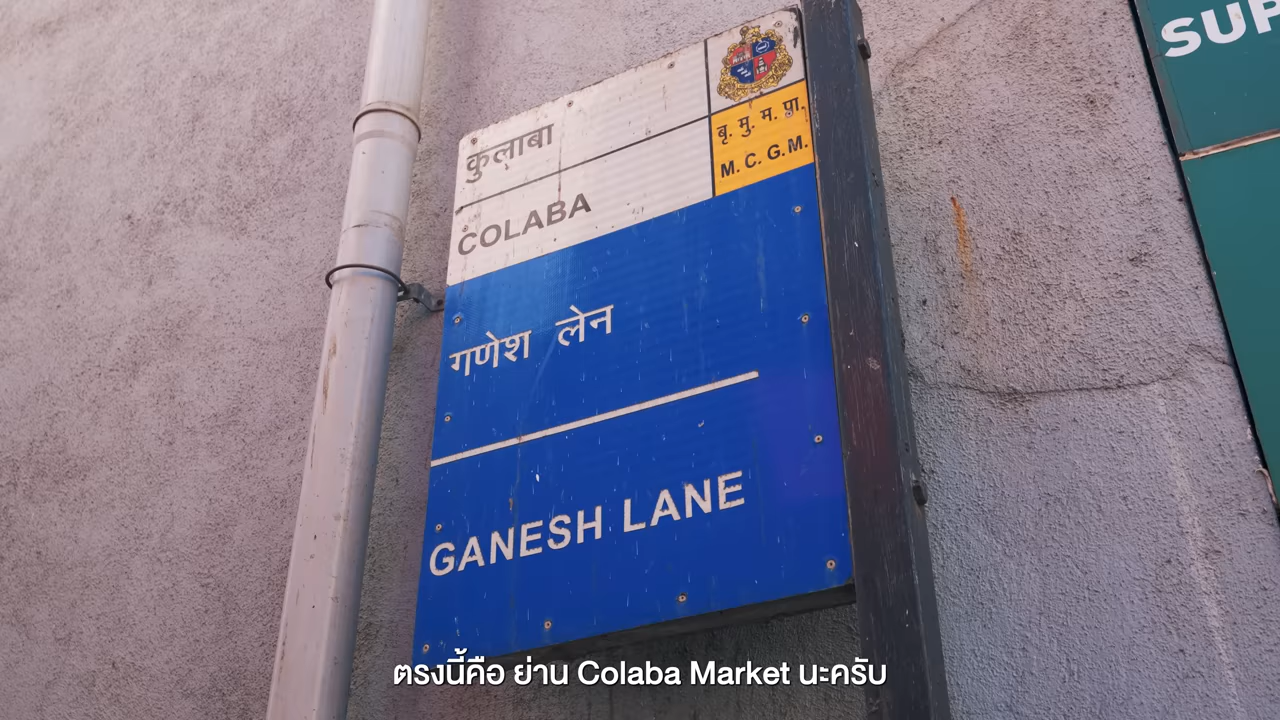 कुलाबा
COLABA
बृ. मु. म. पा.
M. C. G. M.
गणेश लेन
GANESH LANE
SUP
ตรงนี้คือ ย่าน Colaba Market นะครับ